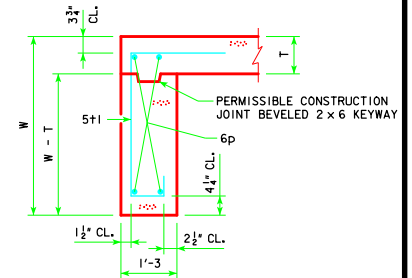 3¾" CL.
T
W
W - T
PERMISSIBLE CONSTRUCTION
JOINT BEVELED 2 x 6 KEYWAY
5t1
6p
4¼" CL.
1½" CL.
2½" CL.
1'-3